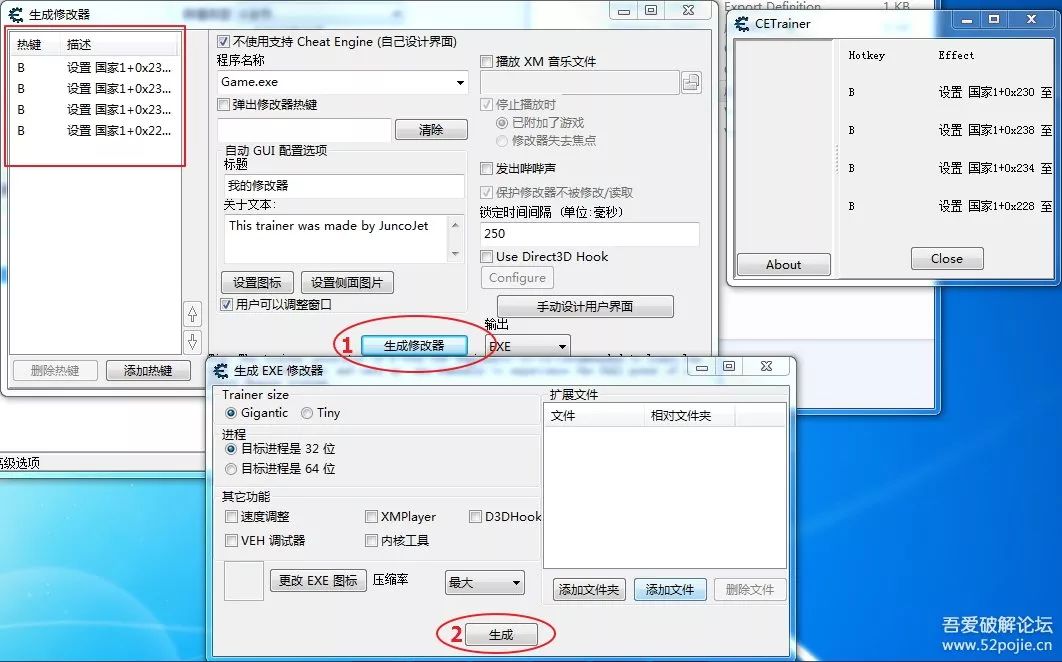 生成修改器
热键 描述
B 设置 国家1+0x23...
B 设置 国家1+0x23...
B 设置 国家1+0x23...
B 设置 国家1+0x22...
删除热键
添加热键
高级选项
不使用支持 Cheat Engine (自己设计界面)
程序名称
Game.exe
弹出修改器热键
清除
自动 GUI 配置选项
标题
我的修改器
关于文本:
This trainer was made by JuncoJet
设置图标
设置侧面图片
用户可以调整窗口
1
生成修改器
播放 XM 音乐文件
停止播放时
已附加了游戏
修改器失去焦点
发出哔哔声
保护修改器不被修改/读取
锁定时间间隔 (单位:毫秒)
250
Use Direct3D Hook
Configure
手动设计用户界面
输出
EXE
Export Definition 1 KB
CETrainer
Hotkey Effect
B 设置 国家1+0x230 至
B 设置 国家1+0x238 至
B 设置 国家1+0x234 至
B 设置 国家1+0x228 至
About
Close
生成 EXE 修改器
Trainer size
Gigantic Tiny
进程
目标进程是 32 位
目标进程是 64 位
其它功能
速度调整 XMPlayer D3DHook
VEH 调试器 内核工具
更改 EXE 图标
压缩率
最大
扩展文件
文件 相对文件夹
添加文件夹
添加文件
删除文件
2
生成
吾爱破解论坛
www.52pojie.cn